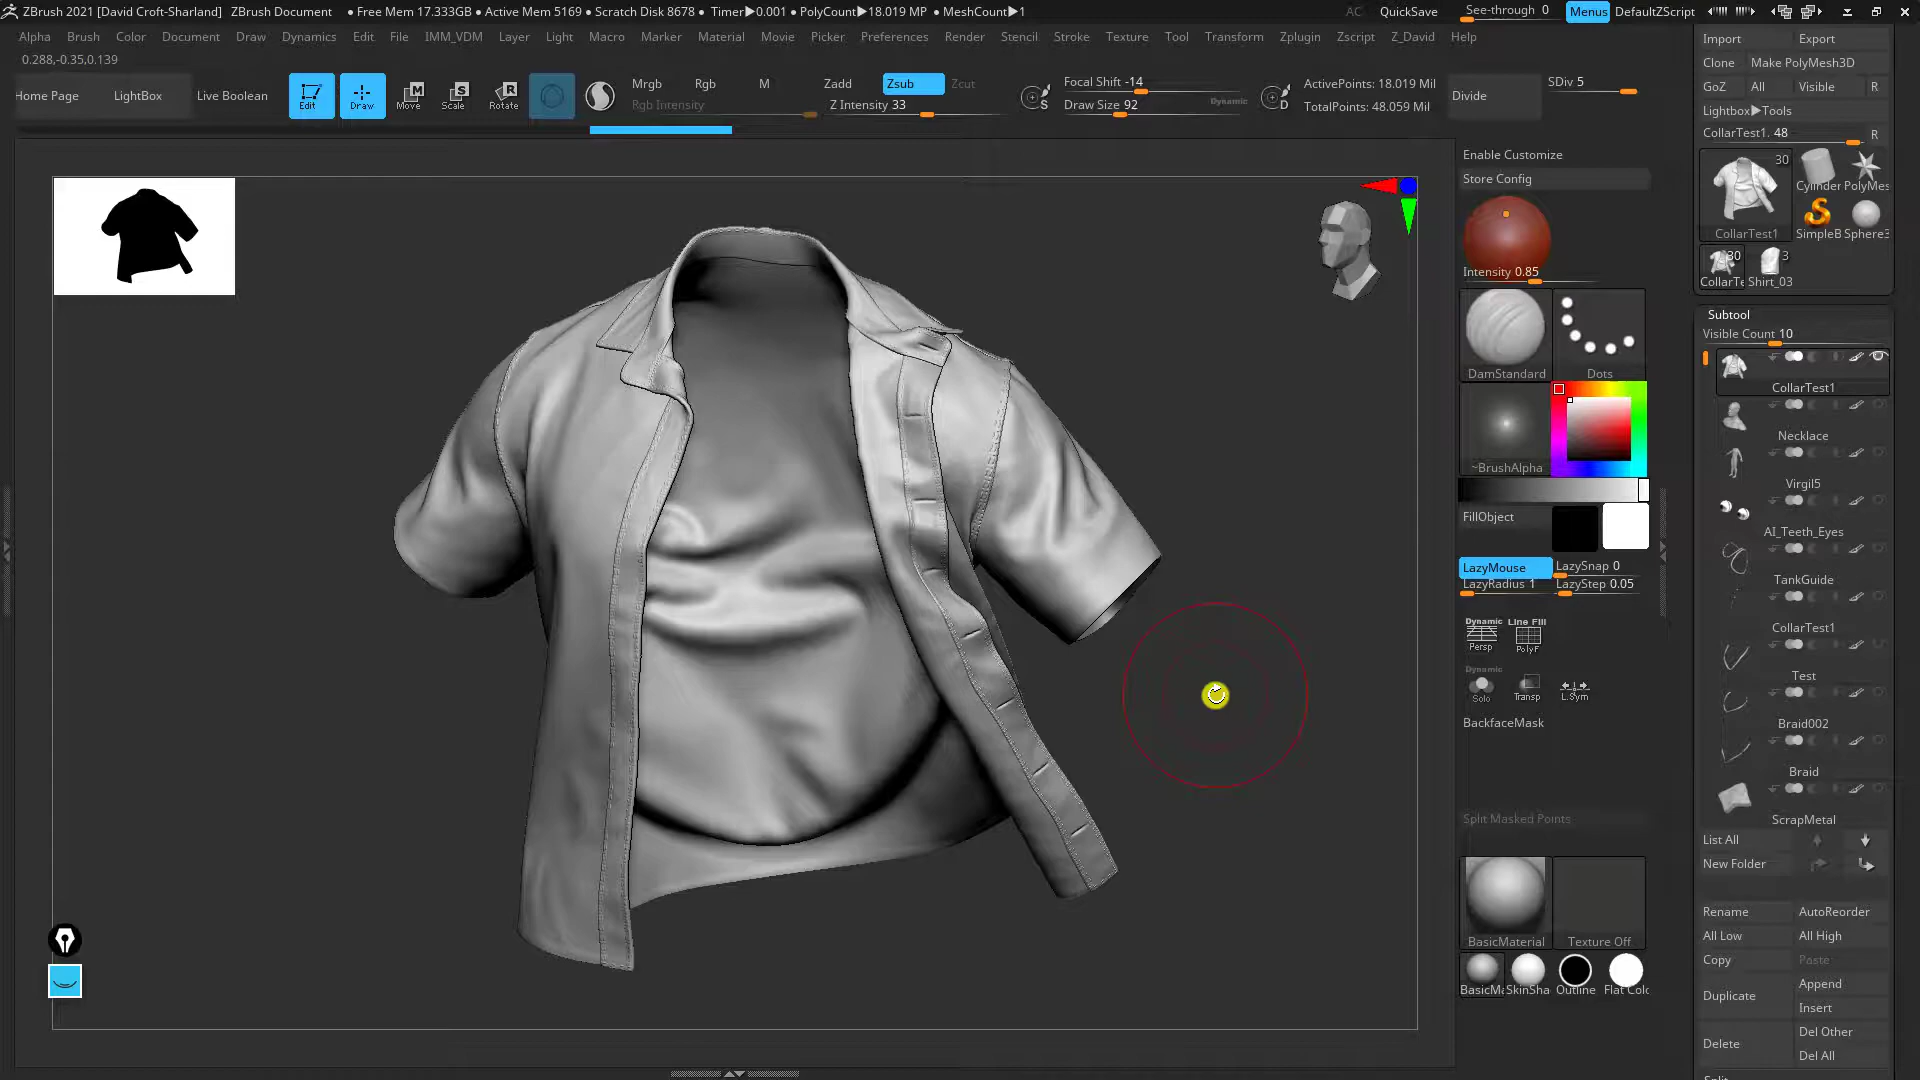 ZBrush 2021 [David Croft-Sharland] ZBrush Document • Free Mem 17.333GB • Active Mem 5169 • Scratch Disk 8678 • Timer▶0.001 • PolyCount▶18.019 MP • MeshCount▶1 AC QuickSave See-through 0 Menus DefaultZScript
Alpha Brush Color Document Draw Dynamics Edit File IMM_VDM Layer Light Macro Marker Material Movie Picker Preferences Render Stencil Stroke Texture Tool Transform Zplugin Zscript Z_David Help
0.288,-0.35,0.139
Home Page LightBox Live Boolean Edit Draw Move Scale Rotate
Mrgb Rgb M Zadd Zsub Zcut
Rgb Intensity Z Intensity 33
Focal Shift -14
Draw Size 92 Dynamic
S D
ActivePoints: 18.019 Mil
TotalPoints: 48.059 Mil
Divide SDiv 5
Enable Customize
Store Config
Intensity 0.85
DamStandard Dots
~BrushAlpha
FillObject
LazyMouse LazySnap 0
LazyRadius 1 LazyStep 0.05
Dynamic Line Fill
Persp PolyF
Dynamic
Solo Transp L.Sym
BackfaceMask
Split Masked Points
BasicMaterial Texture Off
BasicMa SkinSha Outline Flat Colo
Import Export
Clone Make PolyMesh3D
GoZ All Visible R
Lightbox▶Tools
CollarTest1. 48 R
30
CollarTest1
Cylinder PolyMes
SimpleB Sphere3
30 3
CollarTe Shirt_03
Subtool
Visible Count 10
CollarTest1
Necklace
Virgil5
AI_Teeth_Eyes
TankGuide
CollarTest1
Test
Braid002
Braid
ScrapMetal
List All
New Folder
Rename AutoReorder
All Low All High
Copy Paste
Duplicate Append
Insert
Delete Del Other
Del All
Split